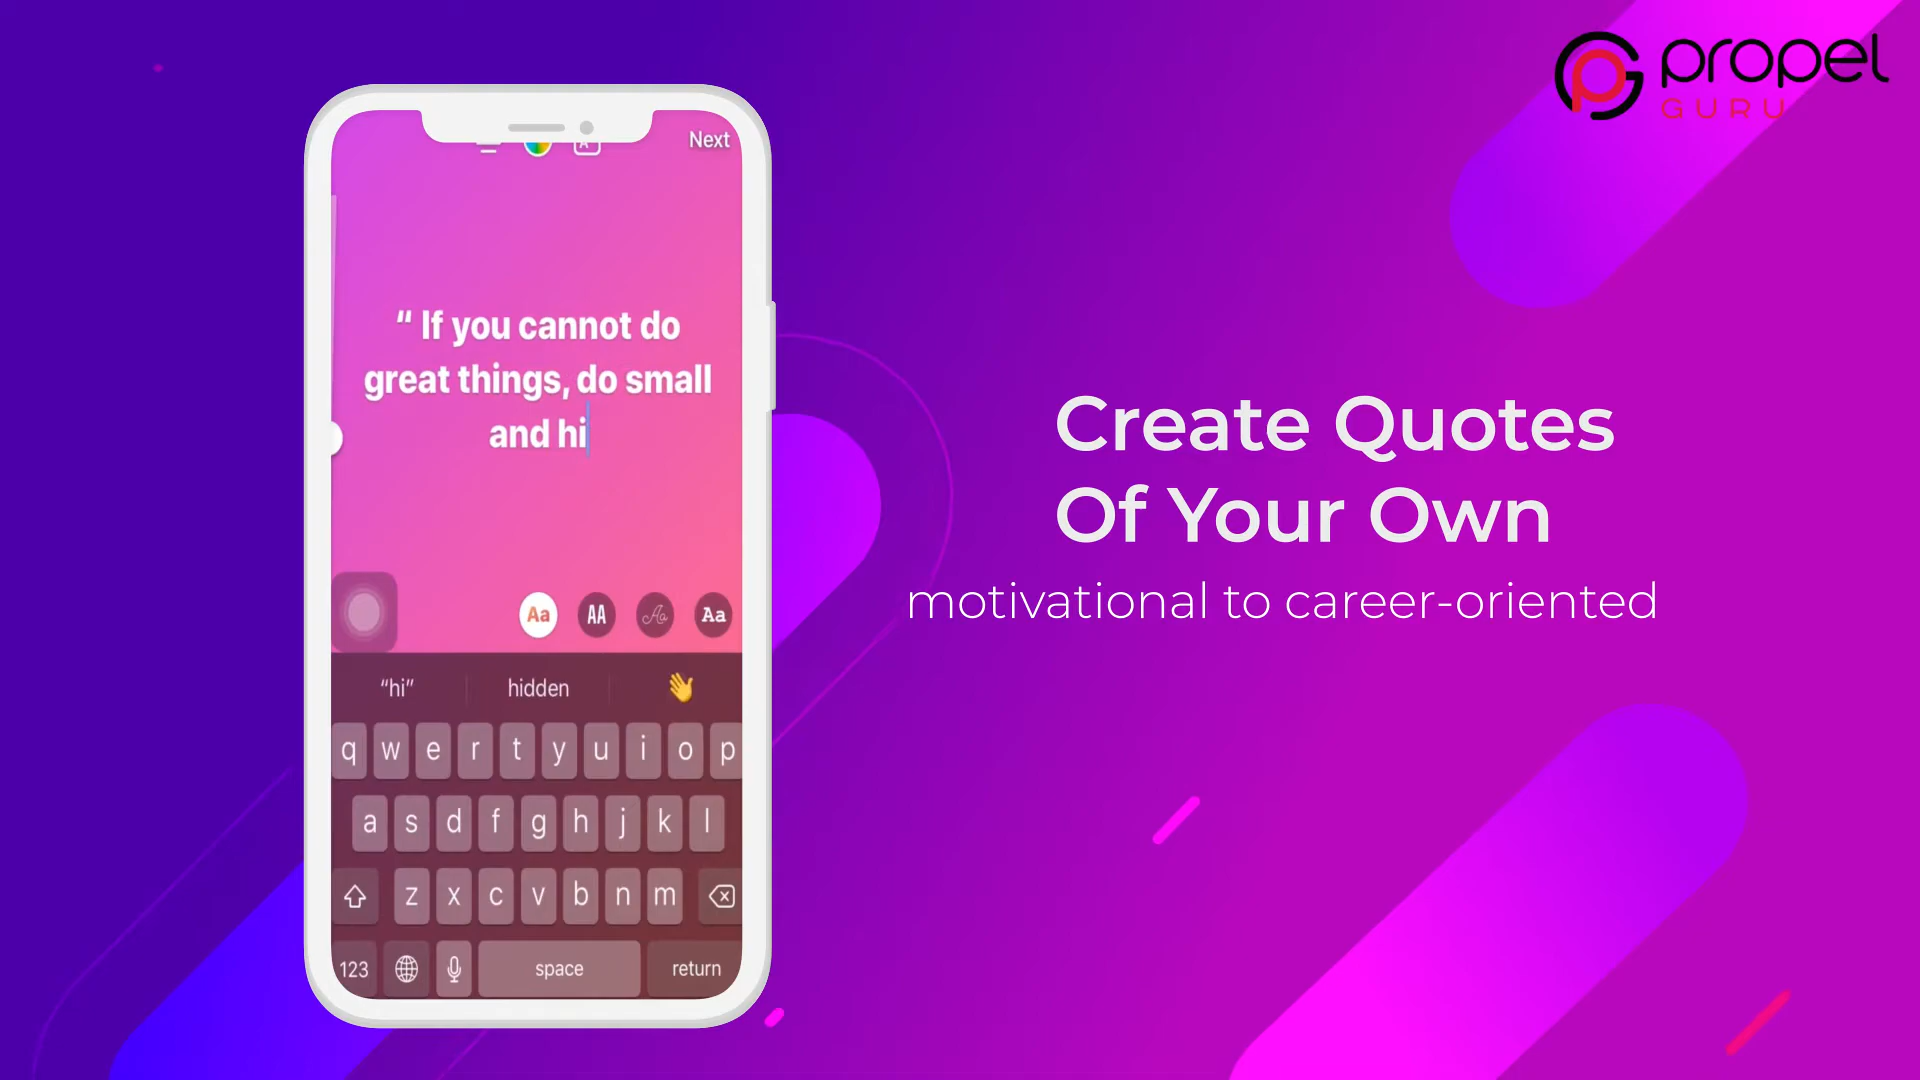 propel
GURU
Next
“ If you cannot do
great things, do small
and hi
Aa
AA
Aa
Aa
“hi”
hidden
q w e r t y u i o p
a s d f g h j k l
z x c v b n m
123
space
return
Create Quotes
Of Your Own
motivational to career-oriented